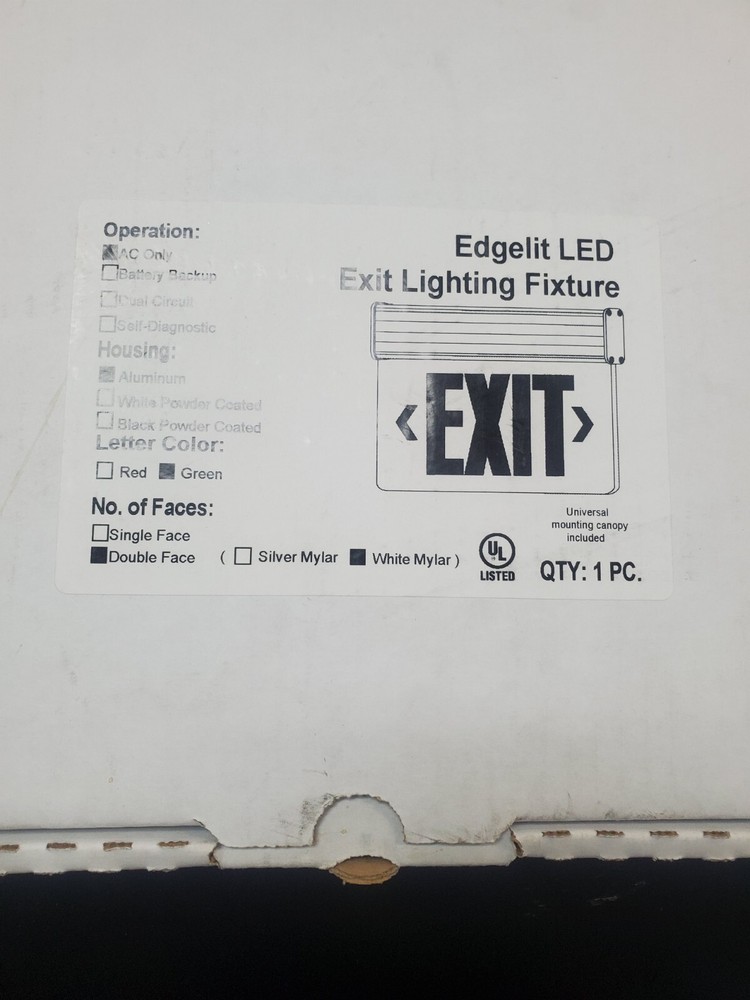 Operation:
AC Only
Battery Backup
Dual Circuit
Self-Diagnostic
Housing:
Aluminum
White Powder Coated
Black Powder Coated
Letter Color:
Red Green
No. of Faces:
Single Face
Double Face ( Silver Mylar White Mylar )
Edgelit LED
Exit Lighting Fixture
‹EXIT›
Universal
mounting canopy
included
UL
LISTED
QTY: 1 PC.